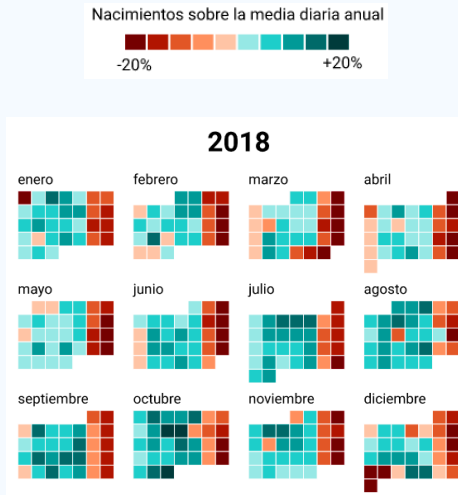 Nacimientos sobre la media diaria anual
-20% +20%
2018
enero febrero marzo abril
mayo junio julio agosto
septiembre octubre noviembre diciembre